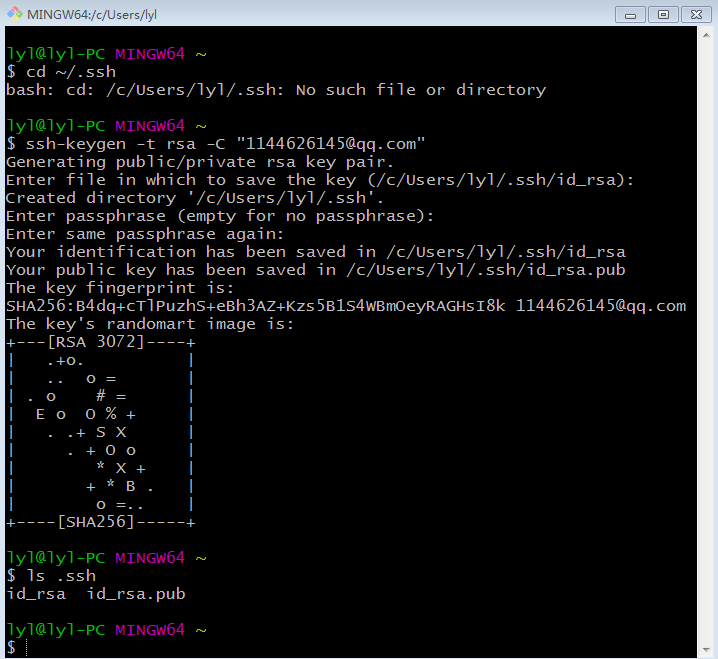 MINGW64:/c/Users/lyl
lyl@lyl-PC MINGW64 ~
$ cd ~/.ssh
bash: cd: /c/Users/lyl/.ssh: No such file or directory
lyl@lyl-PC MINGW64 ~
$ ssh-keygen -t rsa -C "1144626145@qq.com"
Generating public/private rsa key pair.
Enter file in which to save the key (/c/Users/lyl/.ssh/id_rsa):
Created directory '/c/Users/lyl/.ssh'.
Enter passphrase (empty for no passphrase):
Enter same passphrase again:
Your identification has been saved in /c/Users/lyl/.ssh/id_rsa
Your public key has been saved in /c/Users/lyl/.ssh/id_rsa.pub
The key fingerprint is:
SHA256:B4dq+cTlPuzhS+eBh3AZ+Kzs5B1S4WBmOeyRAGHsI8k 1144626145@qq.com
The key's randomart image is:
+---[RSA 3072]----+
|   .+o.          |
|   ..  o =       |
| . o    # =      |
|  E o  O % +     |
|   . .+ S X      |
|     . + O o     |
|        * X +    |
|       + * B .   |
|        o =..    |
+----[SHA256]-----+
lyl@lyl-PC MINGW64 ~
$ ls .ssh
id_rsa  id_rsa.pub
lyl@lyl-PC MINGW64 ~
$